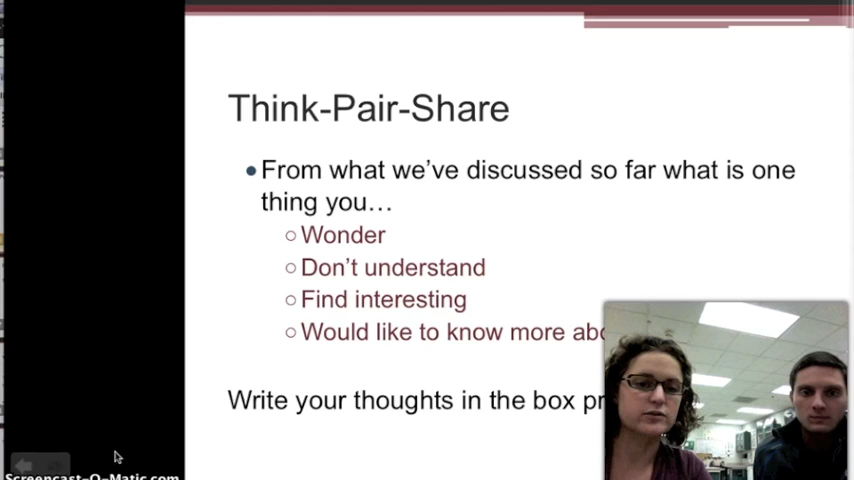 Think-Pair-Share
From what we've discussed so far what is one
thing you…
Wonder
Don't understand
Find interesting
Would like to know more
Write your thoughts in the box
Screencast-O-Matic.com